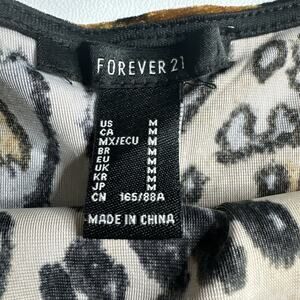 FOREVER 21
US M
CA M
MX/ECU M
BR M
EU M
UK M
KR M
JP M
CN 165/88A
MADE IN CHINA